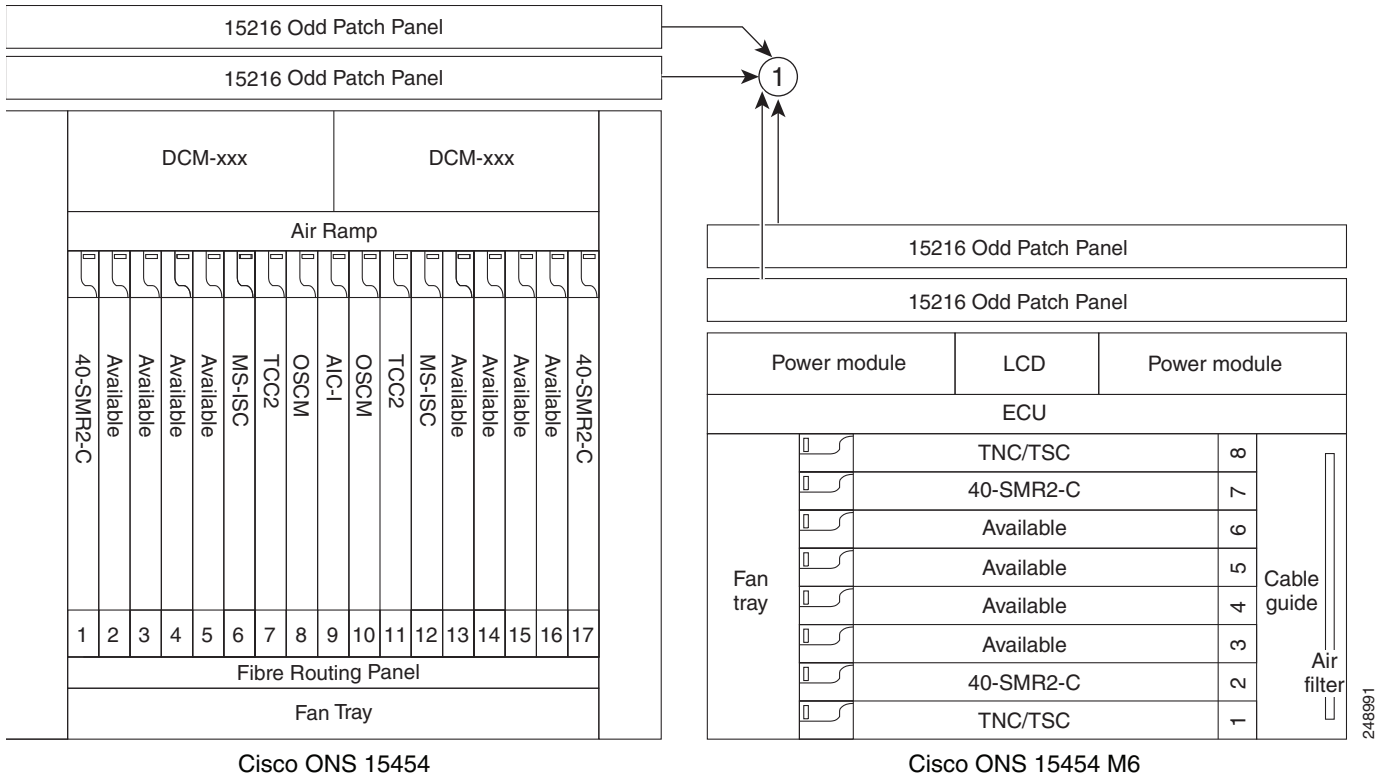 15216 Odd Patch Panel
15216 Odd Patch Panel
1
DCM-xxx DCM-xxx
Air Ramp
40-SMR2-C
Available
Available
Available
Available
MS-ISC
TCC2
OSCM
AIC-I
OSCM
TCC2
MS-ISC
Available
Available
Available
Available
40-SMR2-C
1 2 3 4 5 6 7 8 9 10 11 12 13 14 15 16 17
Fibre Routing Panel
Fan Tray
Cisco ONS 15454
15216 Odd Patch Panel
15216 Odd Patch Panel
Power module LCD Power module
ECU
TNC/TSC 8
40-SMR2-C 7
Available 6
Available 5
Available 4
Available 3
40-SMR2-C 2
TNC/TSC 1
Fan
tray
Cable
guide
Air
filter
Cisco ONS 15454 M6
248991